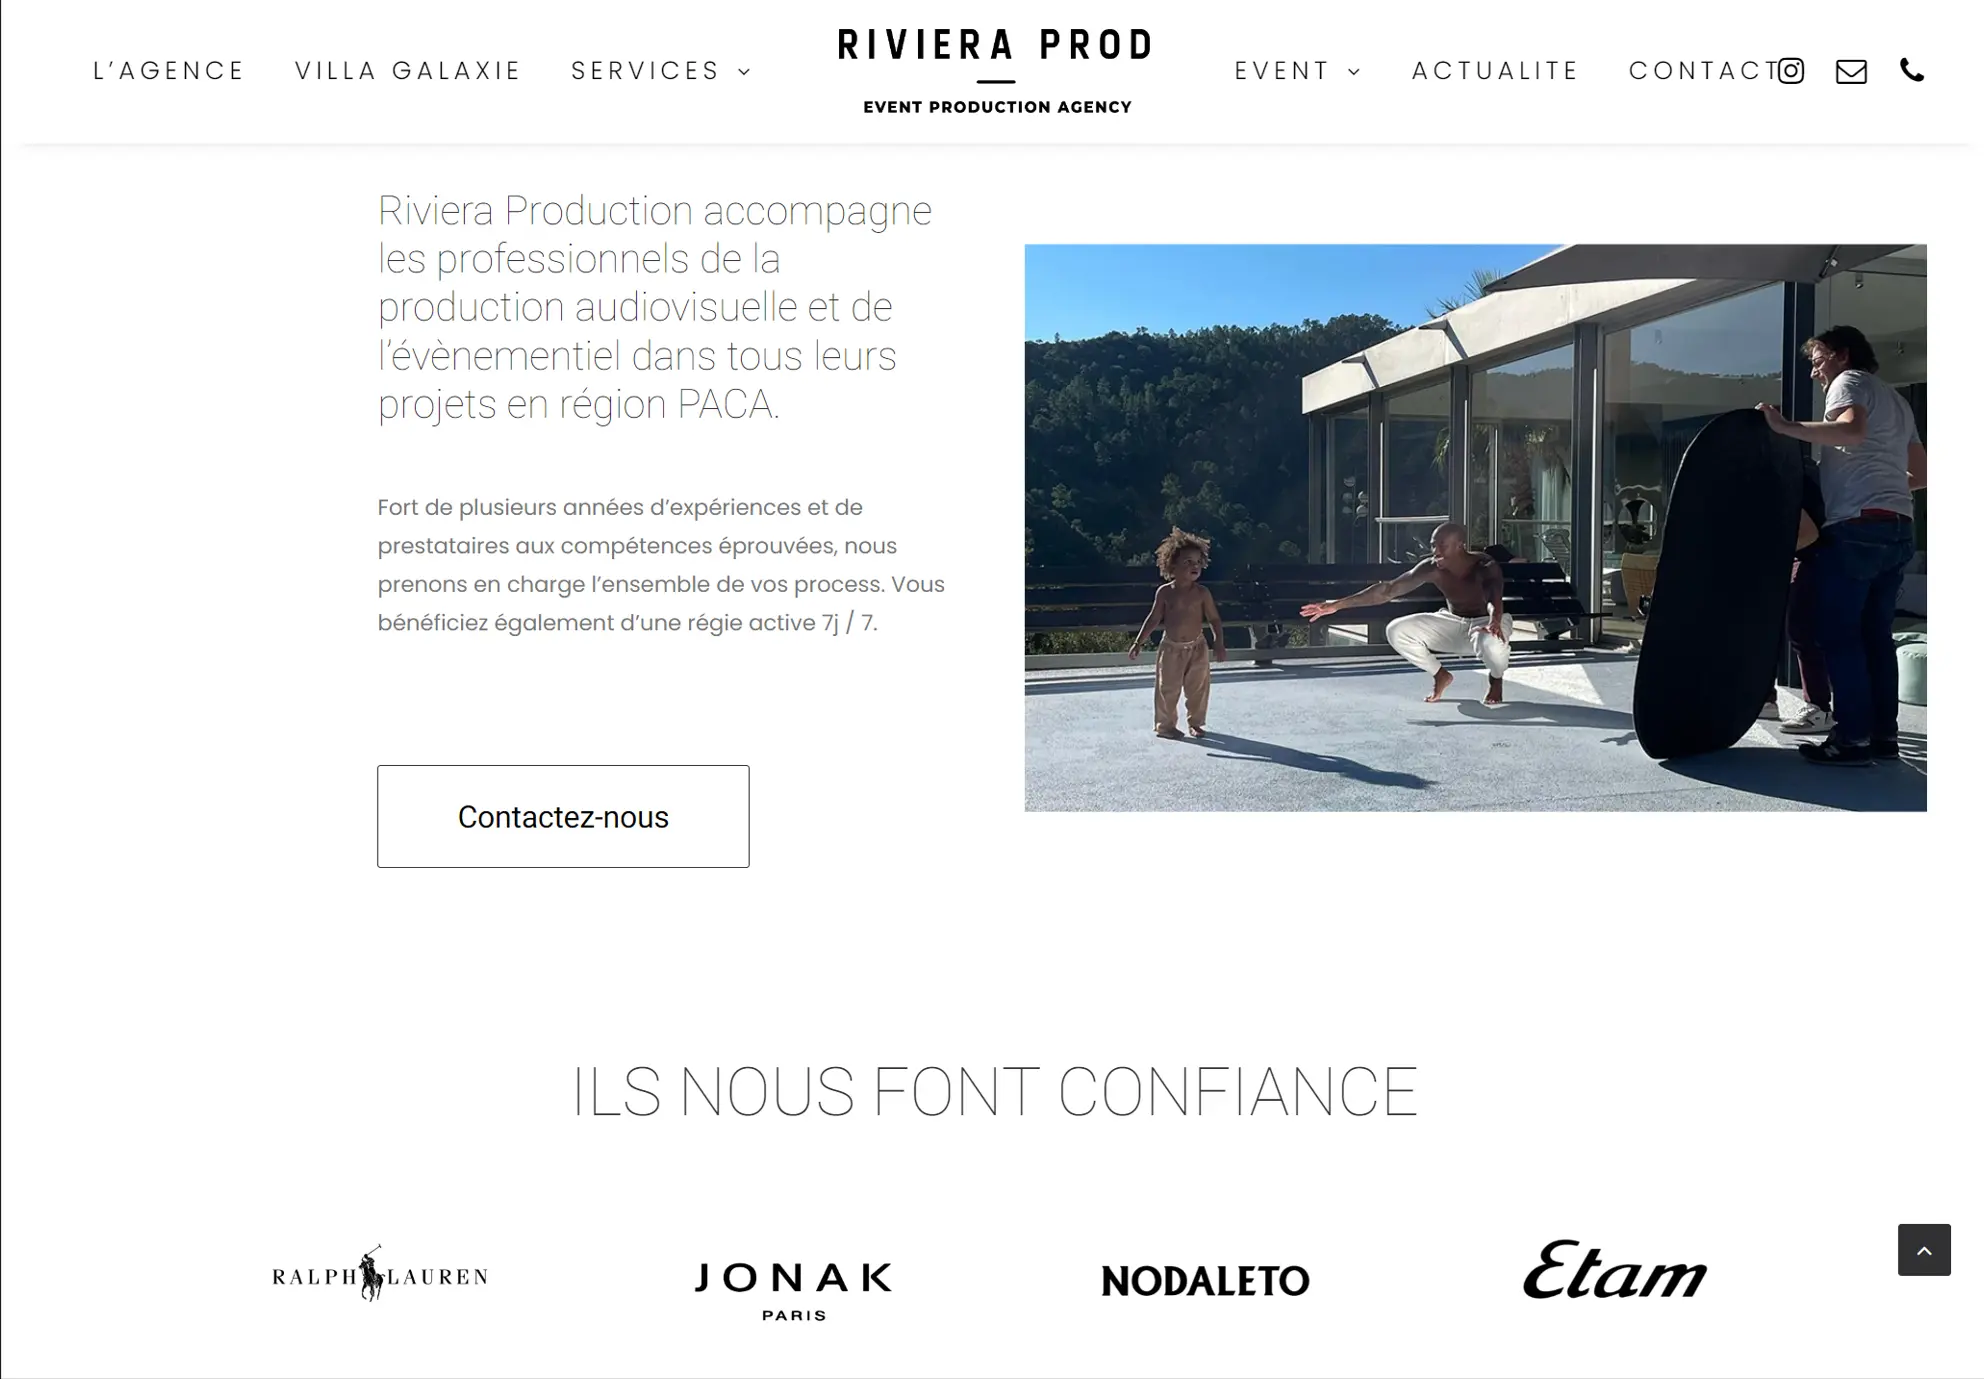 L’AGENCE
VILLA GALAXIE
SERVICES
RIVIERA PROD
EVENT PRODUCTION AGENCY
EVENT
ACTUALITE
CONTACT
Riviera Production accompagne
les professionnels de la
production audiovisuelle et de
l’évènementiel dans tous leurs
projets en région PACA.
Fort de plusieurs années d’expériences et de
prestataires aux compétences éprouvées, nous
prenons en charge l’ensemble de vos process. Vous
bénéficiez également d’une régie active 7j / 7.
Contactez-nous
ILS NOUS FONT CONFIANCE
RALPH LAUREN
JONAK
PARIS
NODALETO
Etam